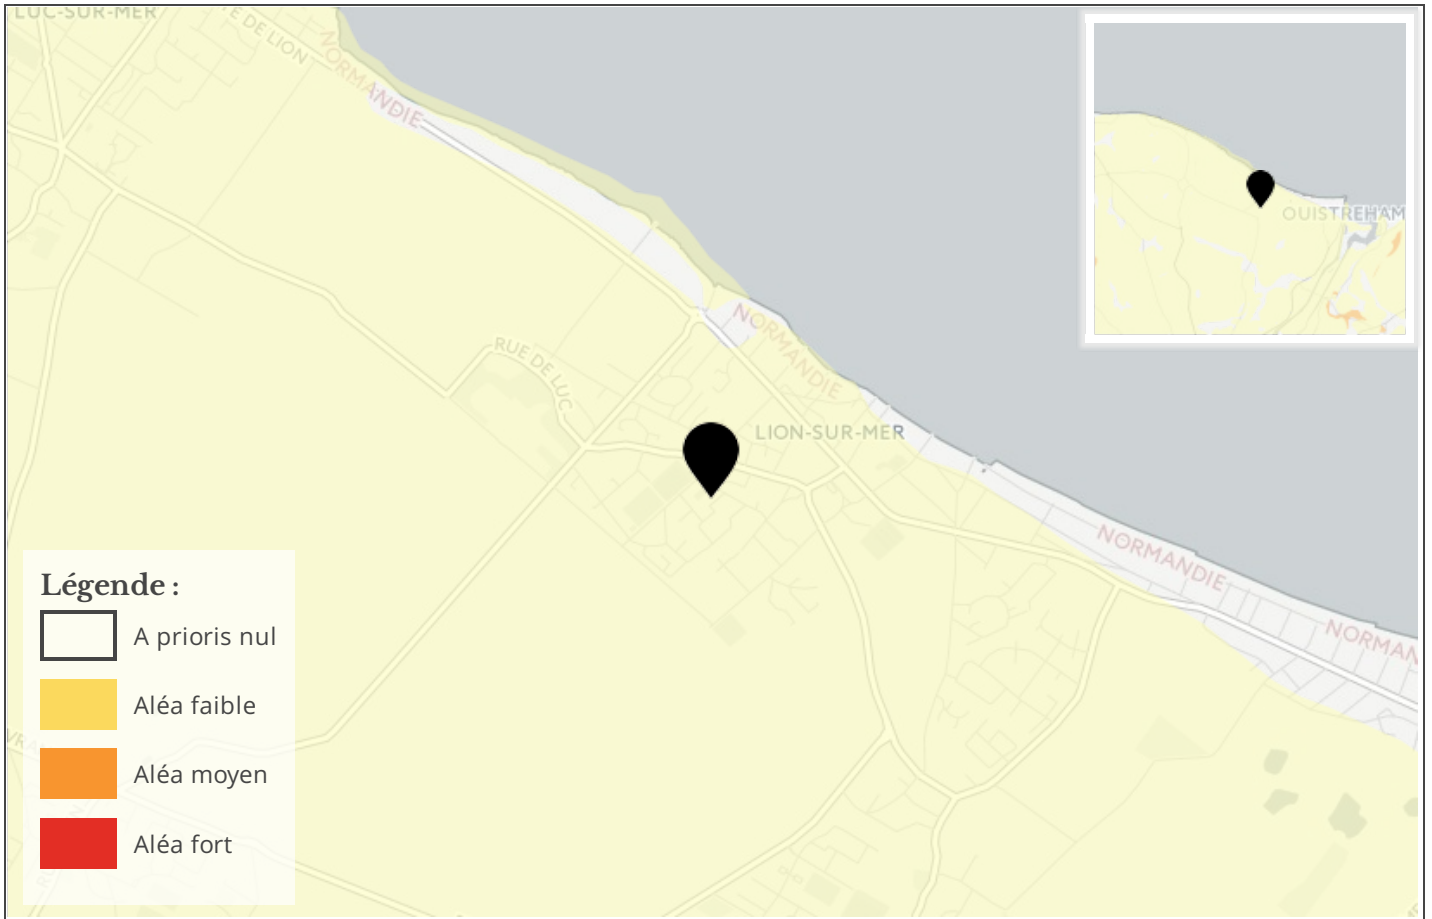 LUC-SUR-MER
TE DE LION
NORMANDIE
OUISTREHAM
NORMANDIE
RUE DE LUC
LION-SUR-MER
NORMANDIE
NORMAN
Légende :
A prioris nul
Aléa faible
Aléa moyen
Aléa fort